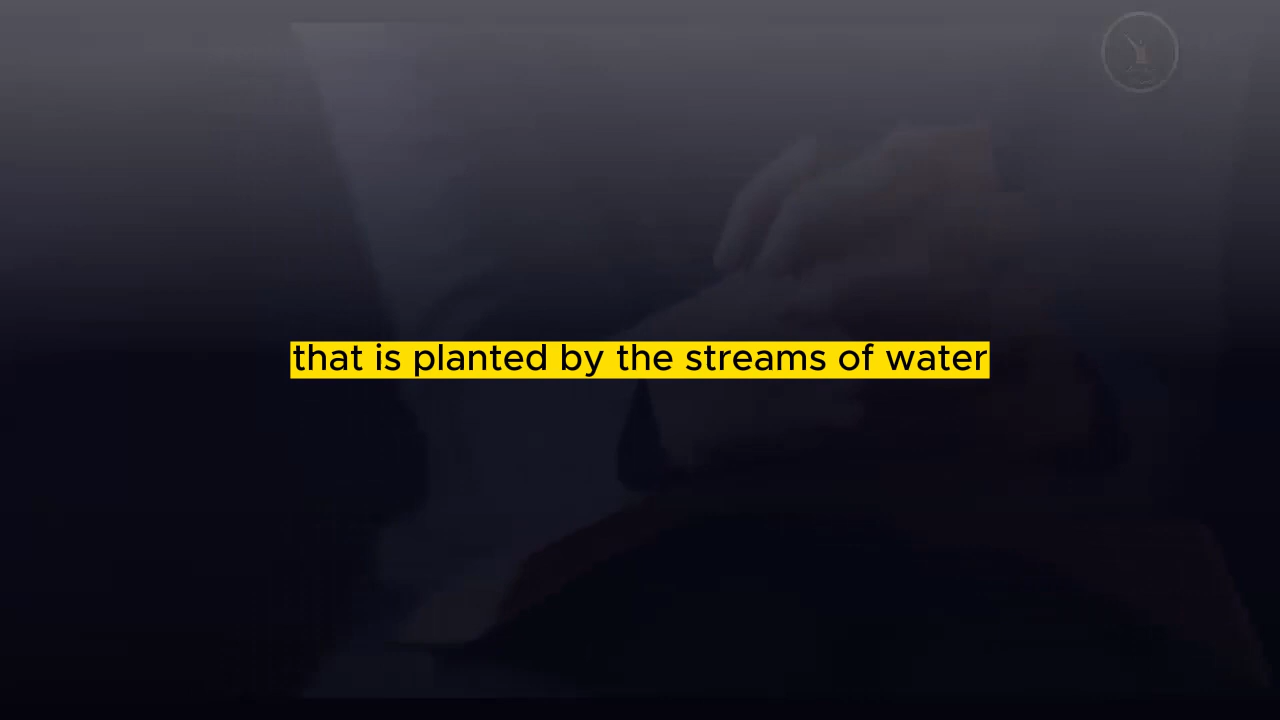 that is planted by the streams of water